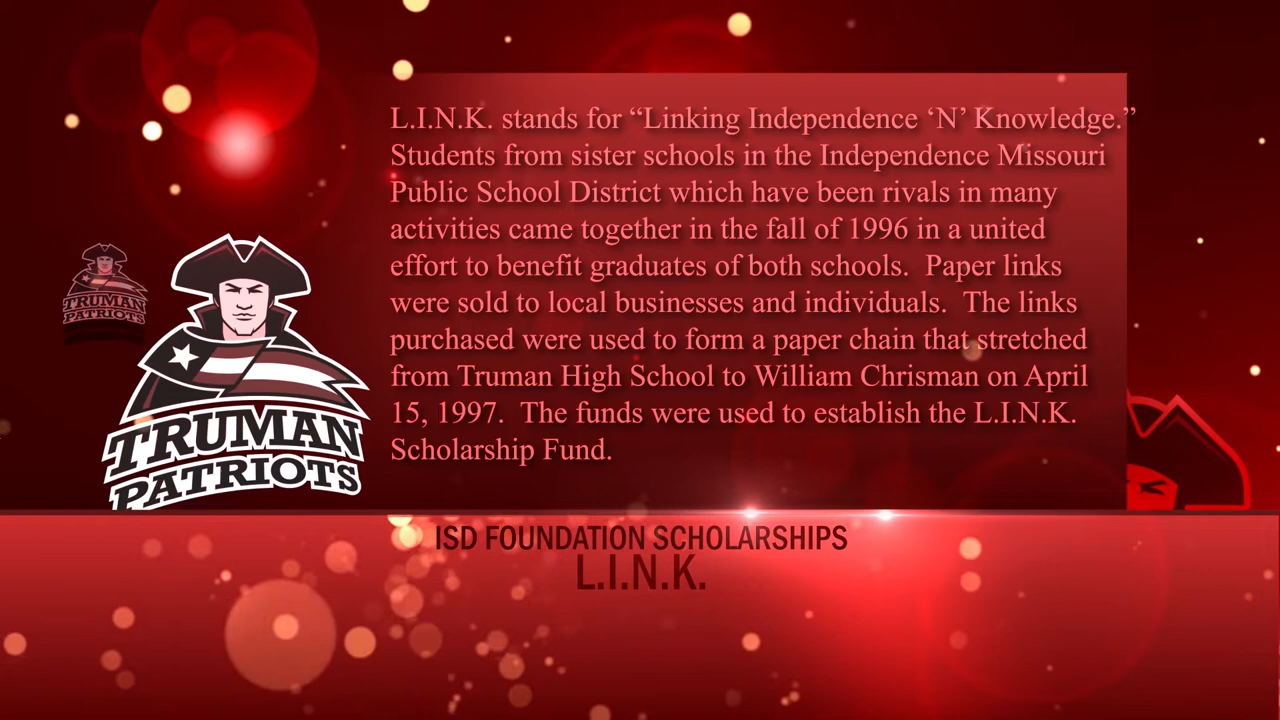 L.I.N.K. stands for “Linking Independence ‘N’ Knowledge.”
Students from sister schools in the Independence Missouri
Public School District which have been rivals in many
activities came together in the fall of 1996 in a united
effort to benefit graduates of both schools.  Paper links
were sold to local businesses and individuals.  The links
purchased were used to form a paper chain that stretched
from Truman High School to William Chrisman on April
15, 1997.  The funds were used to establish the L.I.N.K.
Scholarship Fund.
TRUMAN
PATRIOTS
TRUMAN
PATRIOTS
ISD FOUNDATION SCHOLARSHIPS
L.I.N.K.